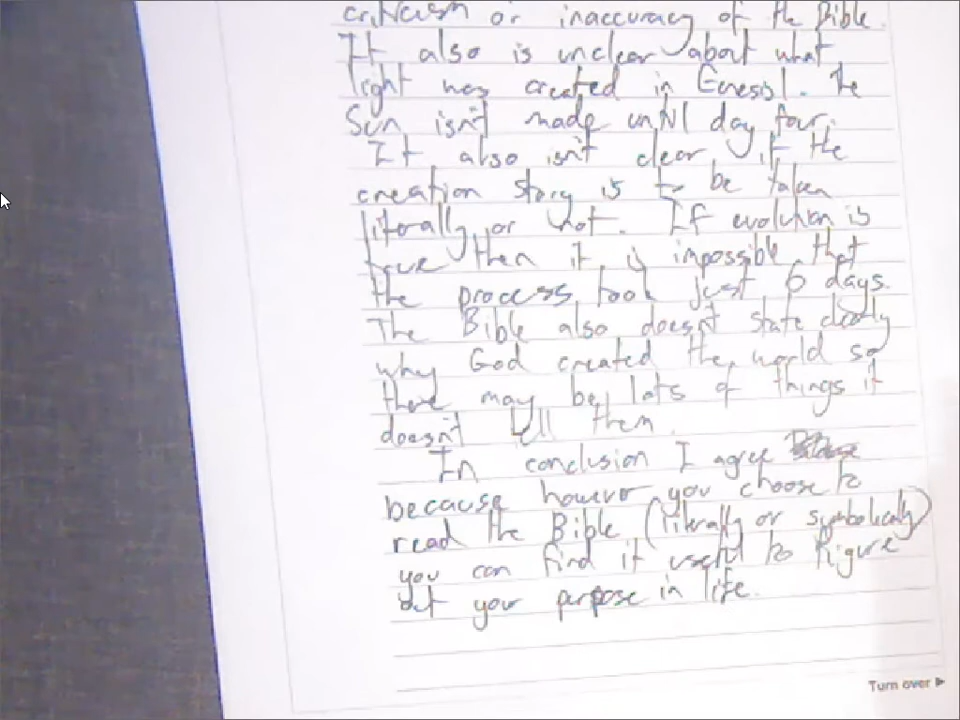 criticism or inaccuracy of the Bible.
It also is unclear about what
light was created in Genesis 1. The
Sun isn't made until day four.
It also isn't clear if the
creation story is to be taken
literally or not. If evolution is
true then it is impossible that
the process took just 6 days.
The Bible also doesn't state clearly
why God created the world so
there may be lots of things it
doesn't tell them.
In conclusion I agree
because however you choose to
read the Bible (literally or symbolically)
you can find it useful to figure
out your purpose in life.
Turn over ▶